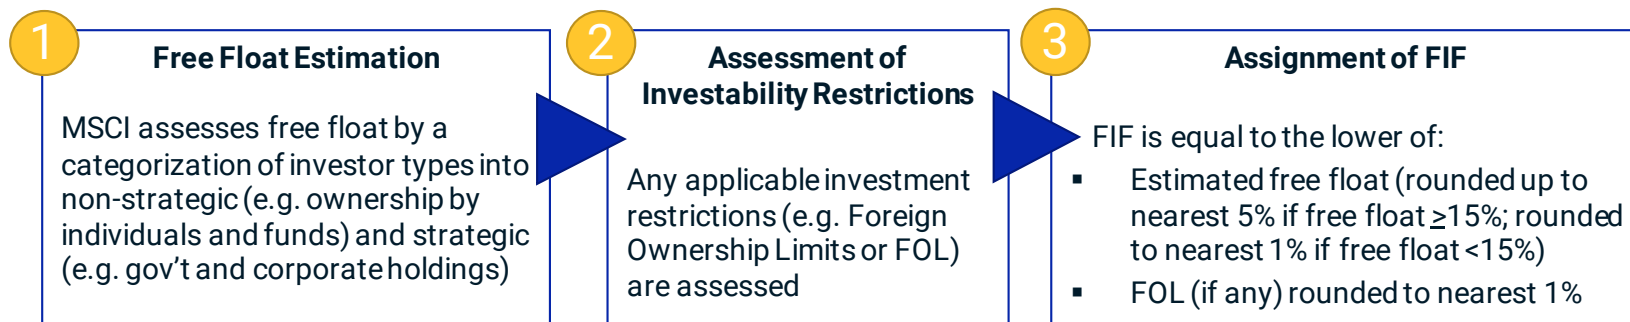 1
Free Float Estimation
MSCI assesses free float by a
categorization of investor types into
non-strategic (e.g. ownership by
individuals and funds) and strategic
(e.g. gov't and corporate holdings)
2
Assessment of
Investability Restrictions
Any applicable investment
restrictions (e.g. Foreign
Ownership Limits or FOL)
are assessed
3
Assignment of FIF
FIF is equal to the lower of:
▪ Estimated free float (rounded up to
nearest 5% if free float ≥15%; rounded
to nearest 1% if free float <15%)
▪ FOL (if any) rounded to nearest 1%